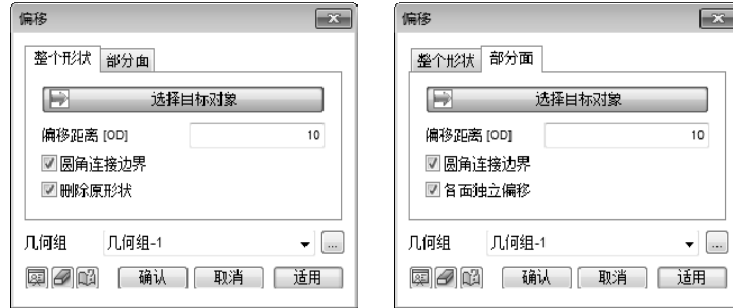 偏移
整个形状 部分面
选择目标对象
偏移距离 [OD] 10
圆角连接边界
删除原形状
几何组 几何组-1 ...
确认 取消 适用
偏移
整个形状 部分面
选择目标对象
偏移距离 [OD] 10
圆角连接边界
各面独立偏移
几何组 几何组-1 ...
确认 取消 适用